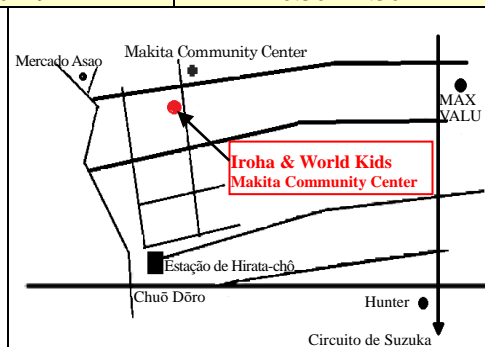 Makita Community Center
Mercado Asao
MAX
VALU
Iroha & World Kids
Makita Community Center
Estação de Hirata-chô
Chuō Dōro
Hunter
Circuito de Suzuka